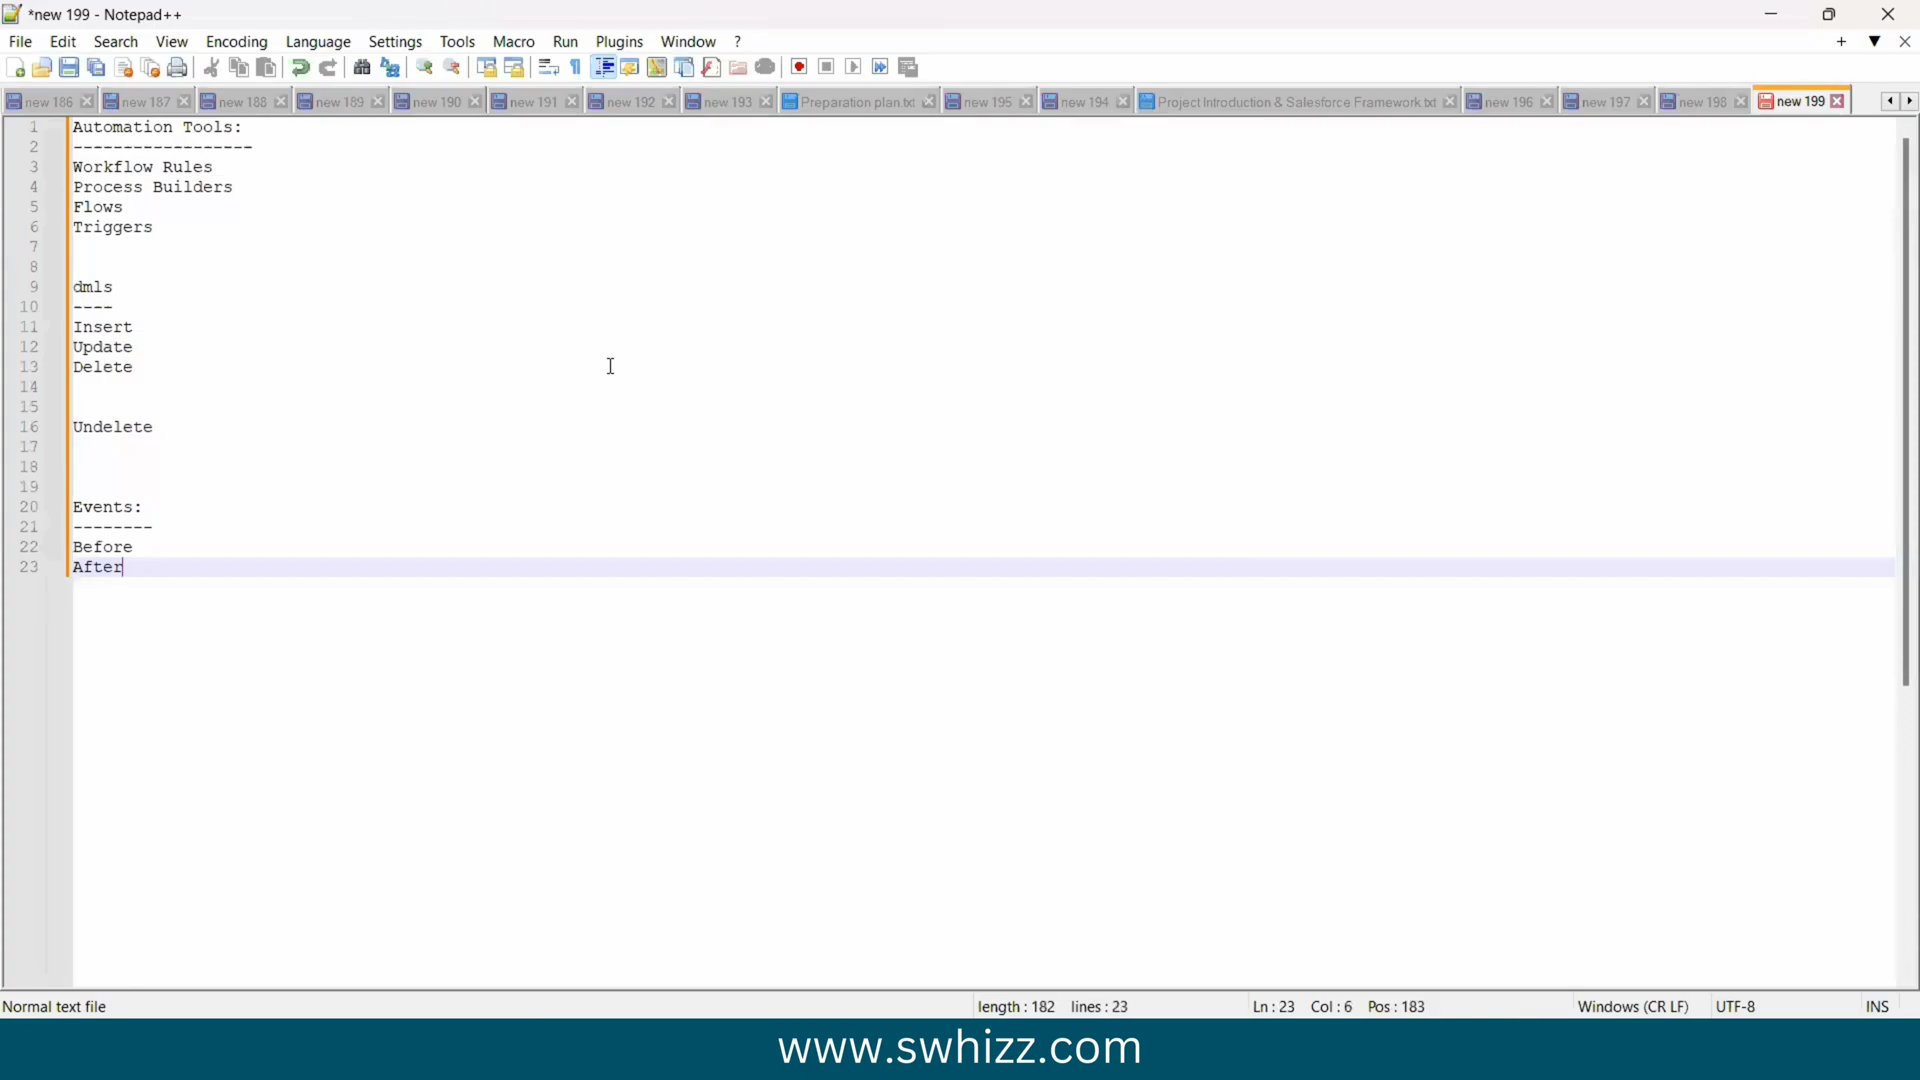 *new 199 - Notepad++
File Edit Search View Encoding Language Settings Tools Macro Run Plugins Window ?
new 186 new 187 new 188 new 189 new 190 new 191 new 192 new 193 Preparation plan.txt new 195 new 194 Project Introduction & Salesforce Framework.txt new 196 new 197 new 198 new 199
1 Automation Tools:
2 ------------------
3 Workflow Rules
4 Process Builders
5 Flows
6 Triggers
7
8
9 dmls
10 ----
11 Insert
12 Update
13 Delete
14
15
16 Undelete
17
18
19
20 Events:
21 --------
22 Before
23 After
Normal text file length : 182 lines : 23 Ln : 23 Col : 6 Pos : 183 Windows (CR LF) UTF-8 INS
www.swhizz.com